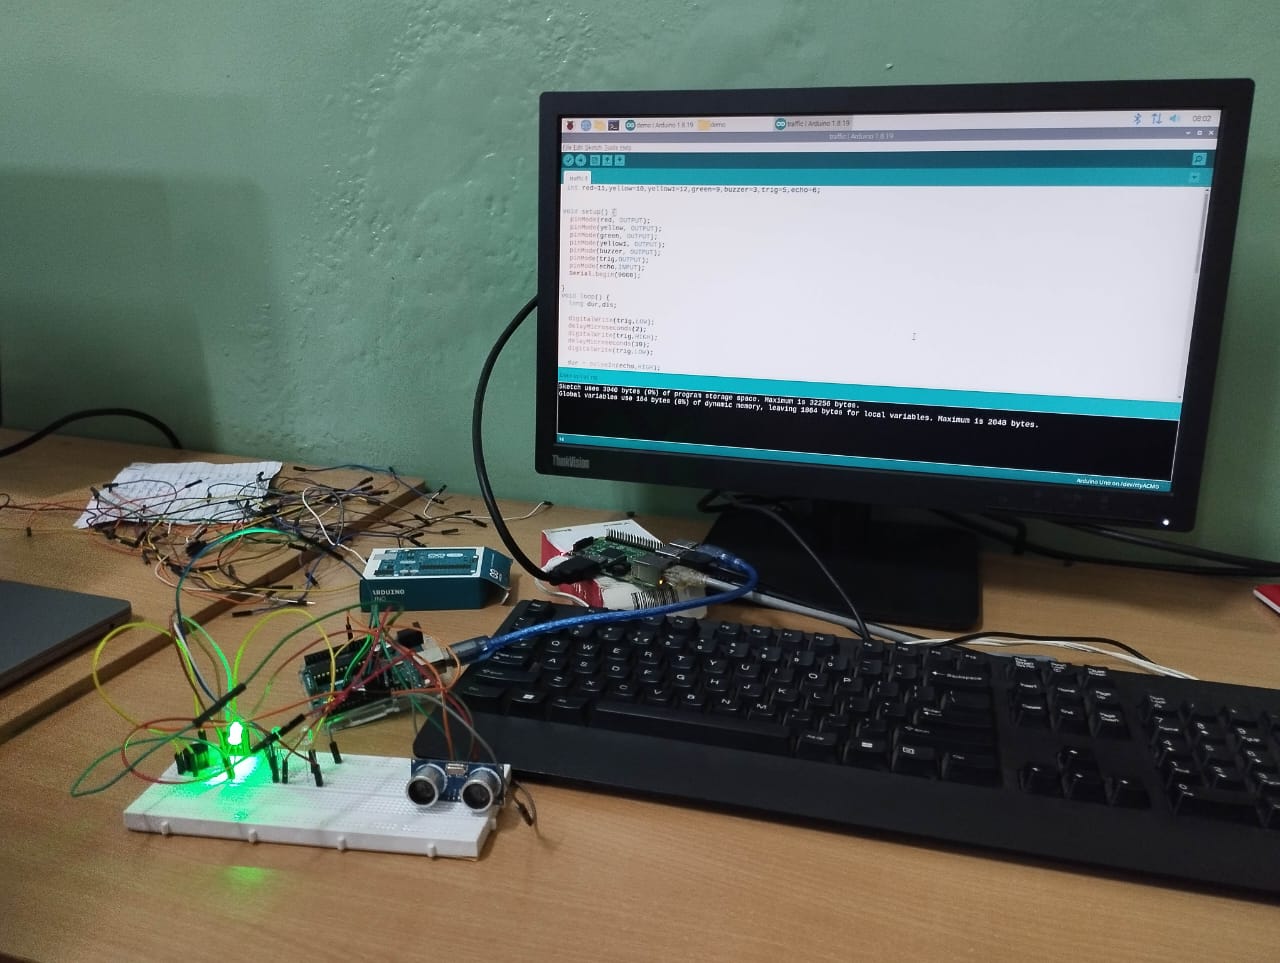 demo | Arduino 1.8.19
demo
traffic | Arduino 1.8.19
08:02
traffic | Arduino 1.8.19
File Edit Sketch Tools Help
traffic
int red=11,yellow=10,yellow1=12,green=9,buzzer=3,trig=5,echo=6;
void setup() {
pinMode(red, OUTPUT);
pinMode(yellow, OUTPUT);
pinMode(green, OUTPUT);
pinMode(yellow1, OUTPUT);
pinMode(buzzer, OUTPUT);
pinMode(trig,OUTPUT);
pinMode(echo,INPUT);
Serial.begin(9600);
}
void loop() {
long dur,dis;
digitalWrite(trig,LOW);
delayMicroseconds(2);
digitalWrite(trig,HIGH);
delayMicroseconds(10);
digitalWrite(trig,LOW);
dur = pulseIn(echo,HIGH);
Sketch uses 3040 bytes (9%) of program storage space. Maximum is 32256 bytes.
Global variables use 184 bytes (8%) of dynamic memory, leaving 1864 bytes for local variables. Maximum is 2048 bytes.
Arduino Uno on /dev/ttyACM0
ThinkVision
ARDUINO
UNO
Q W E R T Y U I O P
Backspace
A S D F G H J K L
Enter
Z X C V B N M